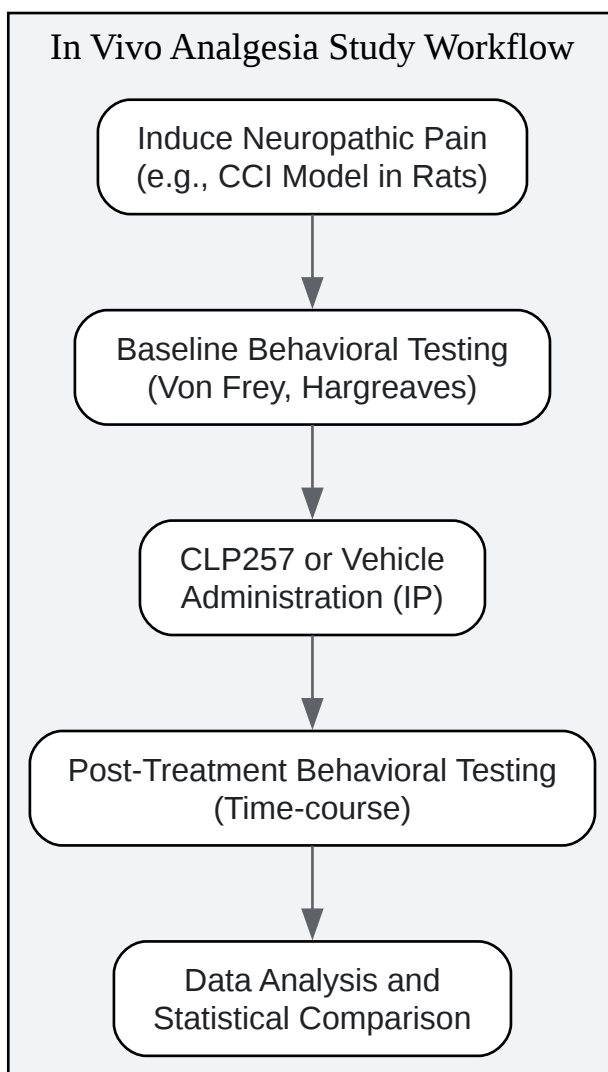 In Vivo Analgesia Study Workflow
Induce Neuropathic Pain
(e.g., CCI Model in Rats)
Baseline Behavioral Testing
(Von Frey, Hargreaves)
CLP257 or Vehicle
Administration (IP)
Post-Treatment Behavioral Testing
(Time-course)
Data Analysis and
Statistical Comparison